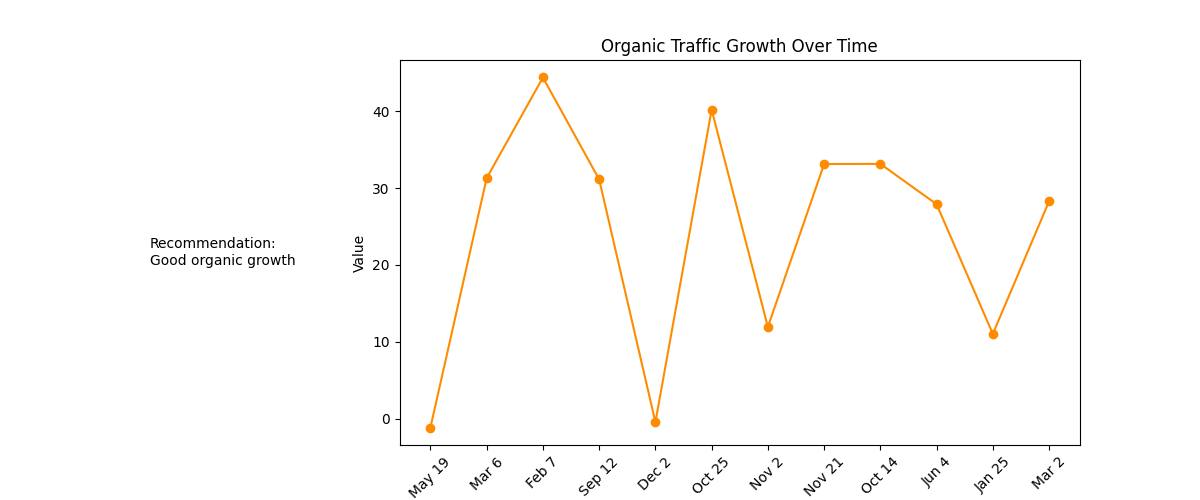 Organic Traffic Growth Over Time
Recommendation:
Good organic growth
Value
40
30
20
10
0
May 19
Mar 6
Feb 7
Sep 12
Dec 2
Oct 25
Nov 2
Nov 21
Oct 14
Jun 4
Jan 25
Mar 2